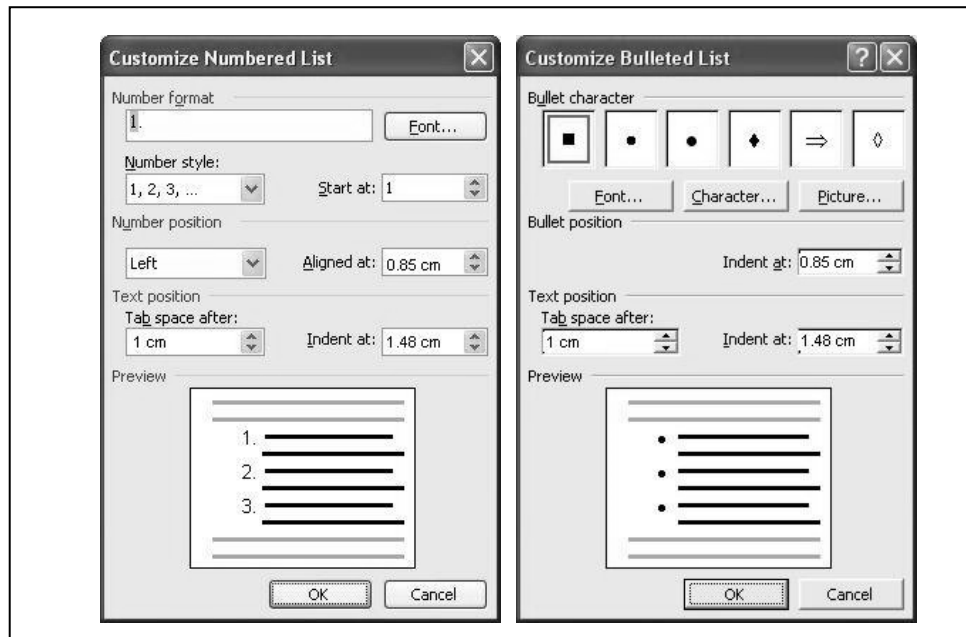 Customize Numbered List
Number format
1.
Font...
Number style:
1, 2, 3, ...
Start at: 1
Number position
Left
Aligned at: 0.85 cm
Text position
Tab space after:
1 cm
Indent at: 1.48 cm
Preview
1.
2.
3.
OK
Cancel
Customize Bulleted List
Bullet character
Font...
Character...
Picture...
Bullet position
Indent at: 0.85 cm
Text position
Tab space after:
1 cm
Indent at: 1.48 cm
Preview
OK
Cancel